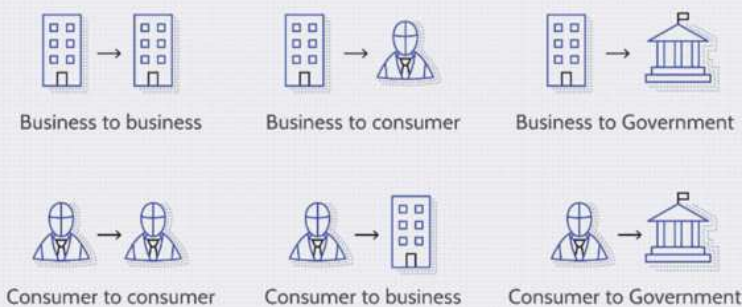 Business to business
Business to consumer
Business to Government
Consumer to consumer
Consumer to business
Consumer to Government